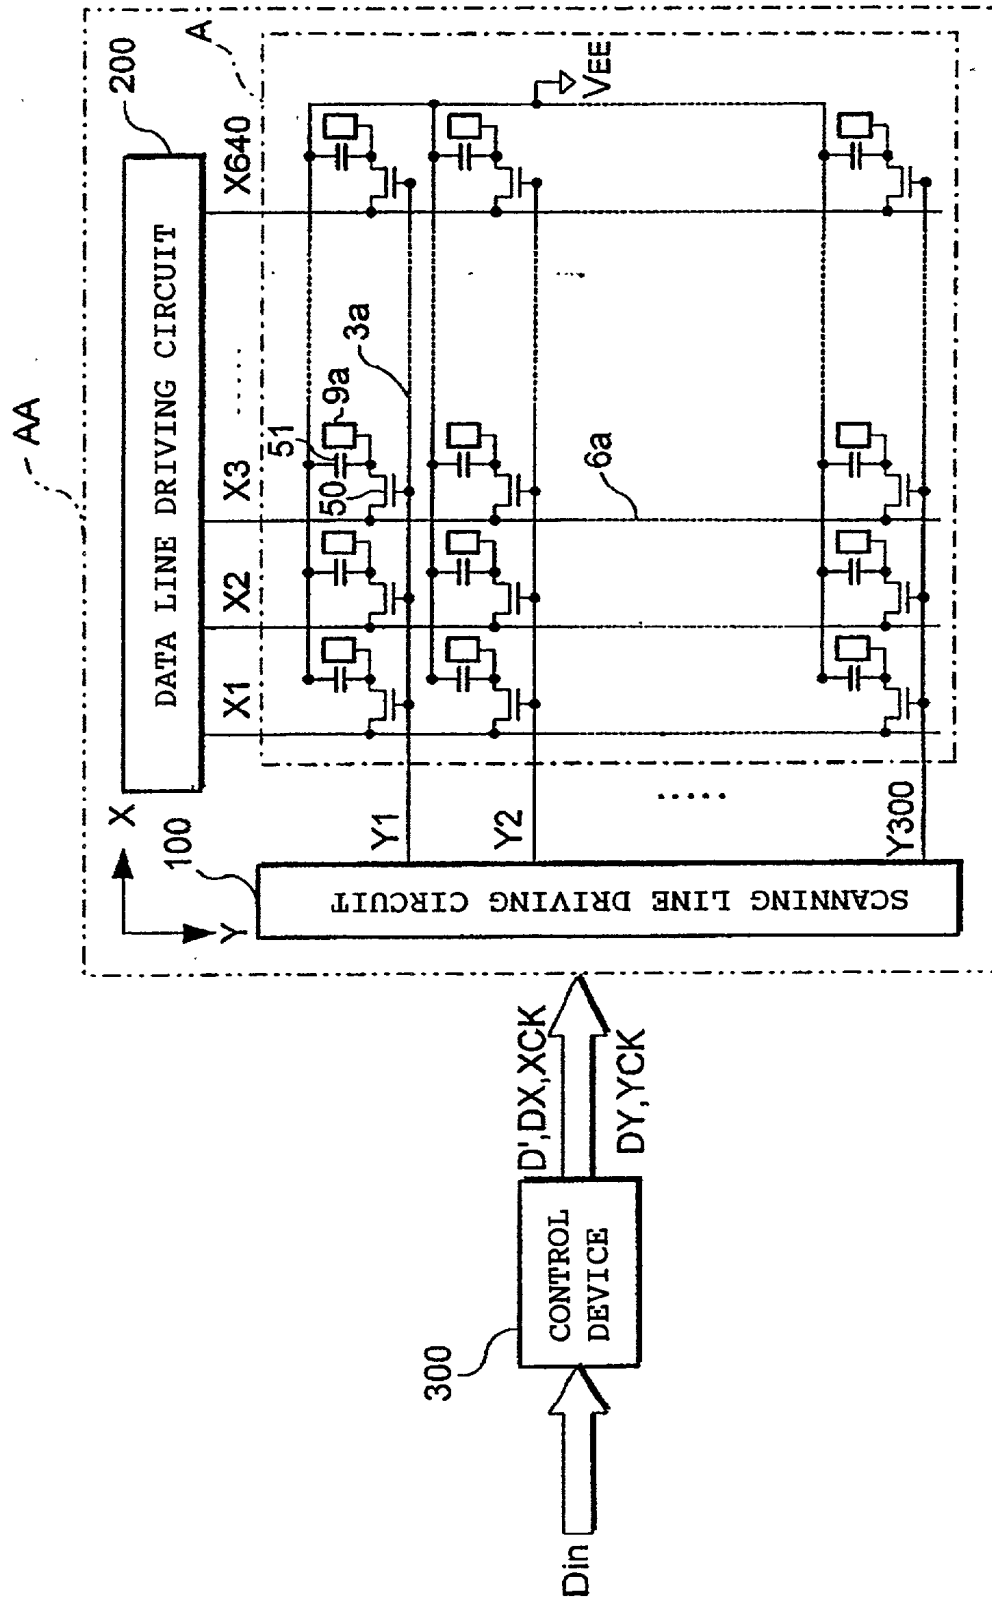 AA
DATA LINE DRIVING CIRCUIT
200
A
X
Y
100
X1
X2
X3
.....
X640
51
9a
50
3a
6a
VEE
Y1
Y2
.....
Y300
SCANNING LINE DRIVING CIRCUIT
D',DX,XCK
DY,YCK
300
CONTROL
DEVICE
Din